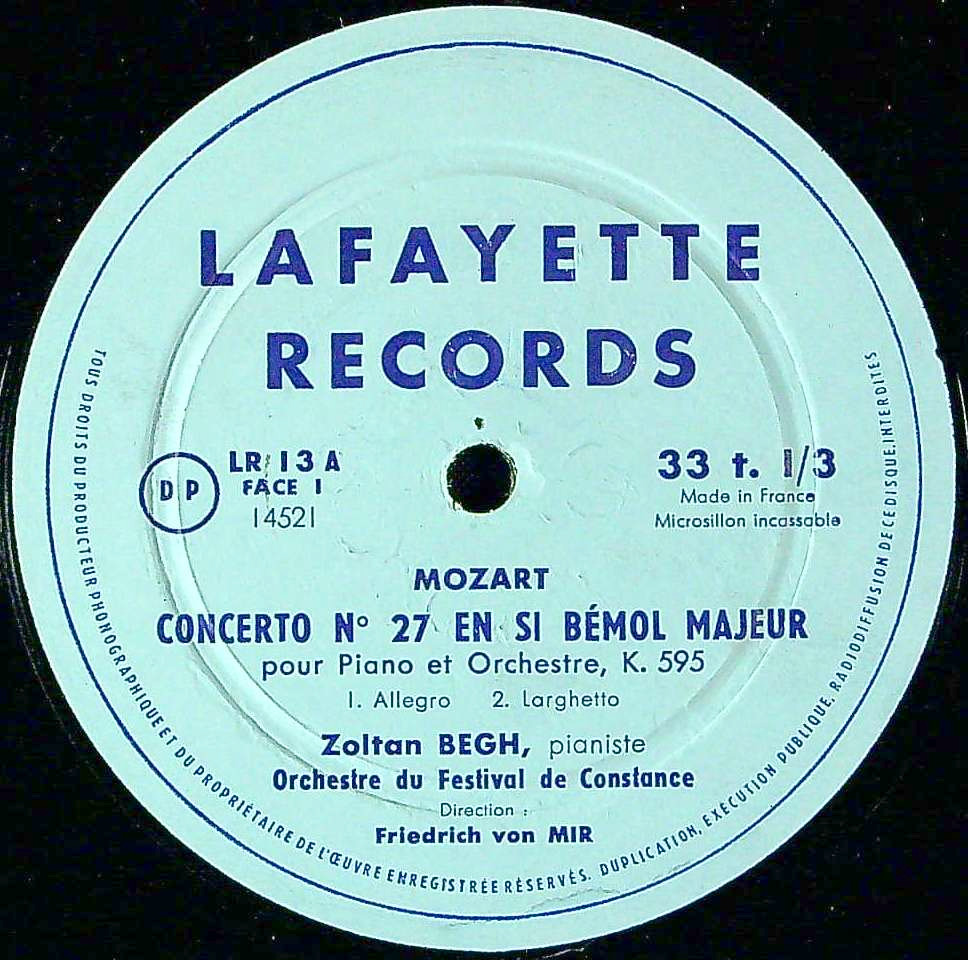 LAFAYETTE
RECORDS
DP
LR 13 A
FACE 1
14521
33 t. 1/3
Made in France
Microsillon incassable
MOZART
CONCERTO N° 27 EN SI BÉMOL MAJEUR
pour Piano et Orchestre, K. 595
1. Allegro 2. Larghetto
Zoltan BEGH, pianiste
Orchestre du Festival de Constance
Direction :
Friedrich von MIR
TOUS DROITS DU PRODUCTEUR PHONOGRAPHIQUE ET DU PROPRIÉTAIRE DE L'ŒUVRE ENREGISTRÉE RÉSERVÉS. DUPLICATION, EXÉCUTION PUBLIQUE, RADIODIFFUSION DE CE DISQUE INTERDITES